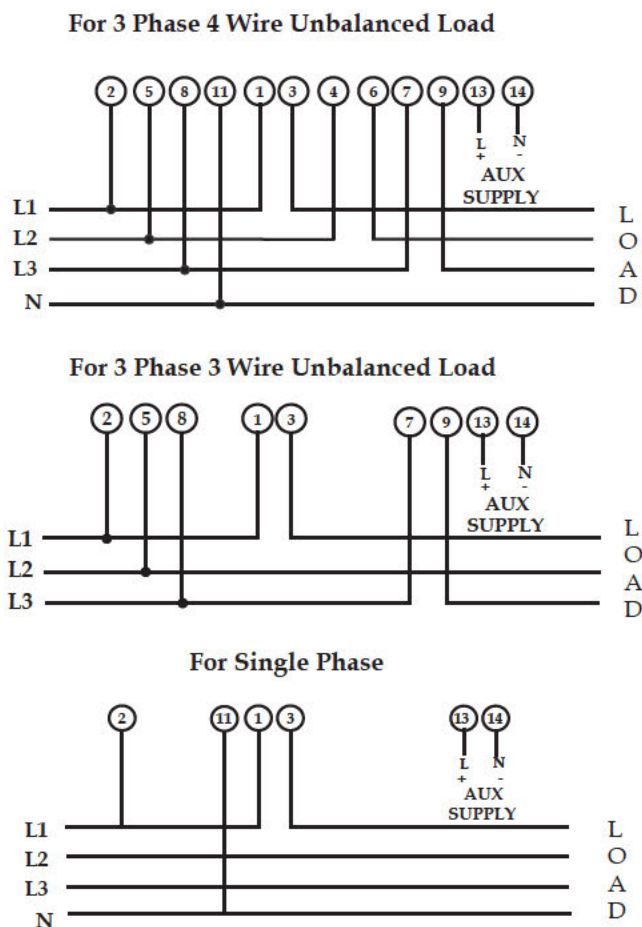 For 3 Phase 4 Wire Unbalanced Load
2 5 8 11 1 3 4 6 7 9 13 14
L N
+ -
AUX
SUPPLY
L1 L
L2 O
L3 A
N D
For 3 Phase 3 Wire Unbalanced Load
2 5 8 1 3 7 9 13 14
L N
+ -
AUX
SUPPLY
L1 L
L2 O
A
L3 D
For Single Phase
2 11 1 3 13 14
L N
+ -
AUX
SUPPLY
L1 L
L2 O
L3 A
N D